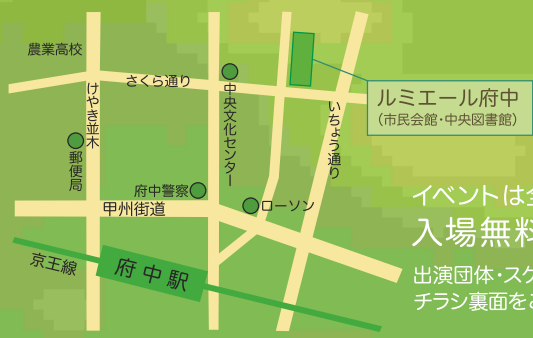 農業高校
さくら通り
けやき並木
中央文化センター
いちょう通り
ルミエール府中
（市民会館・中央図書館）
郵便局
府中警察
ローソン
甲州街道
京王線
府中駅
イベントは
入場無料
出演団体・スケ
チラシ裏面を